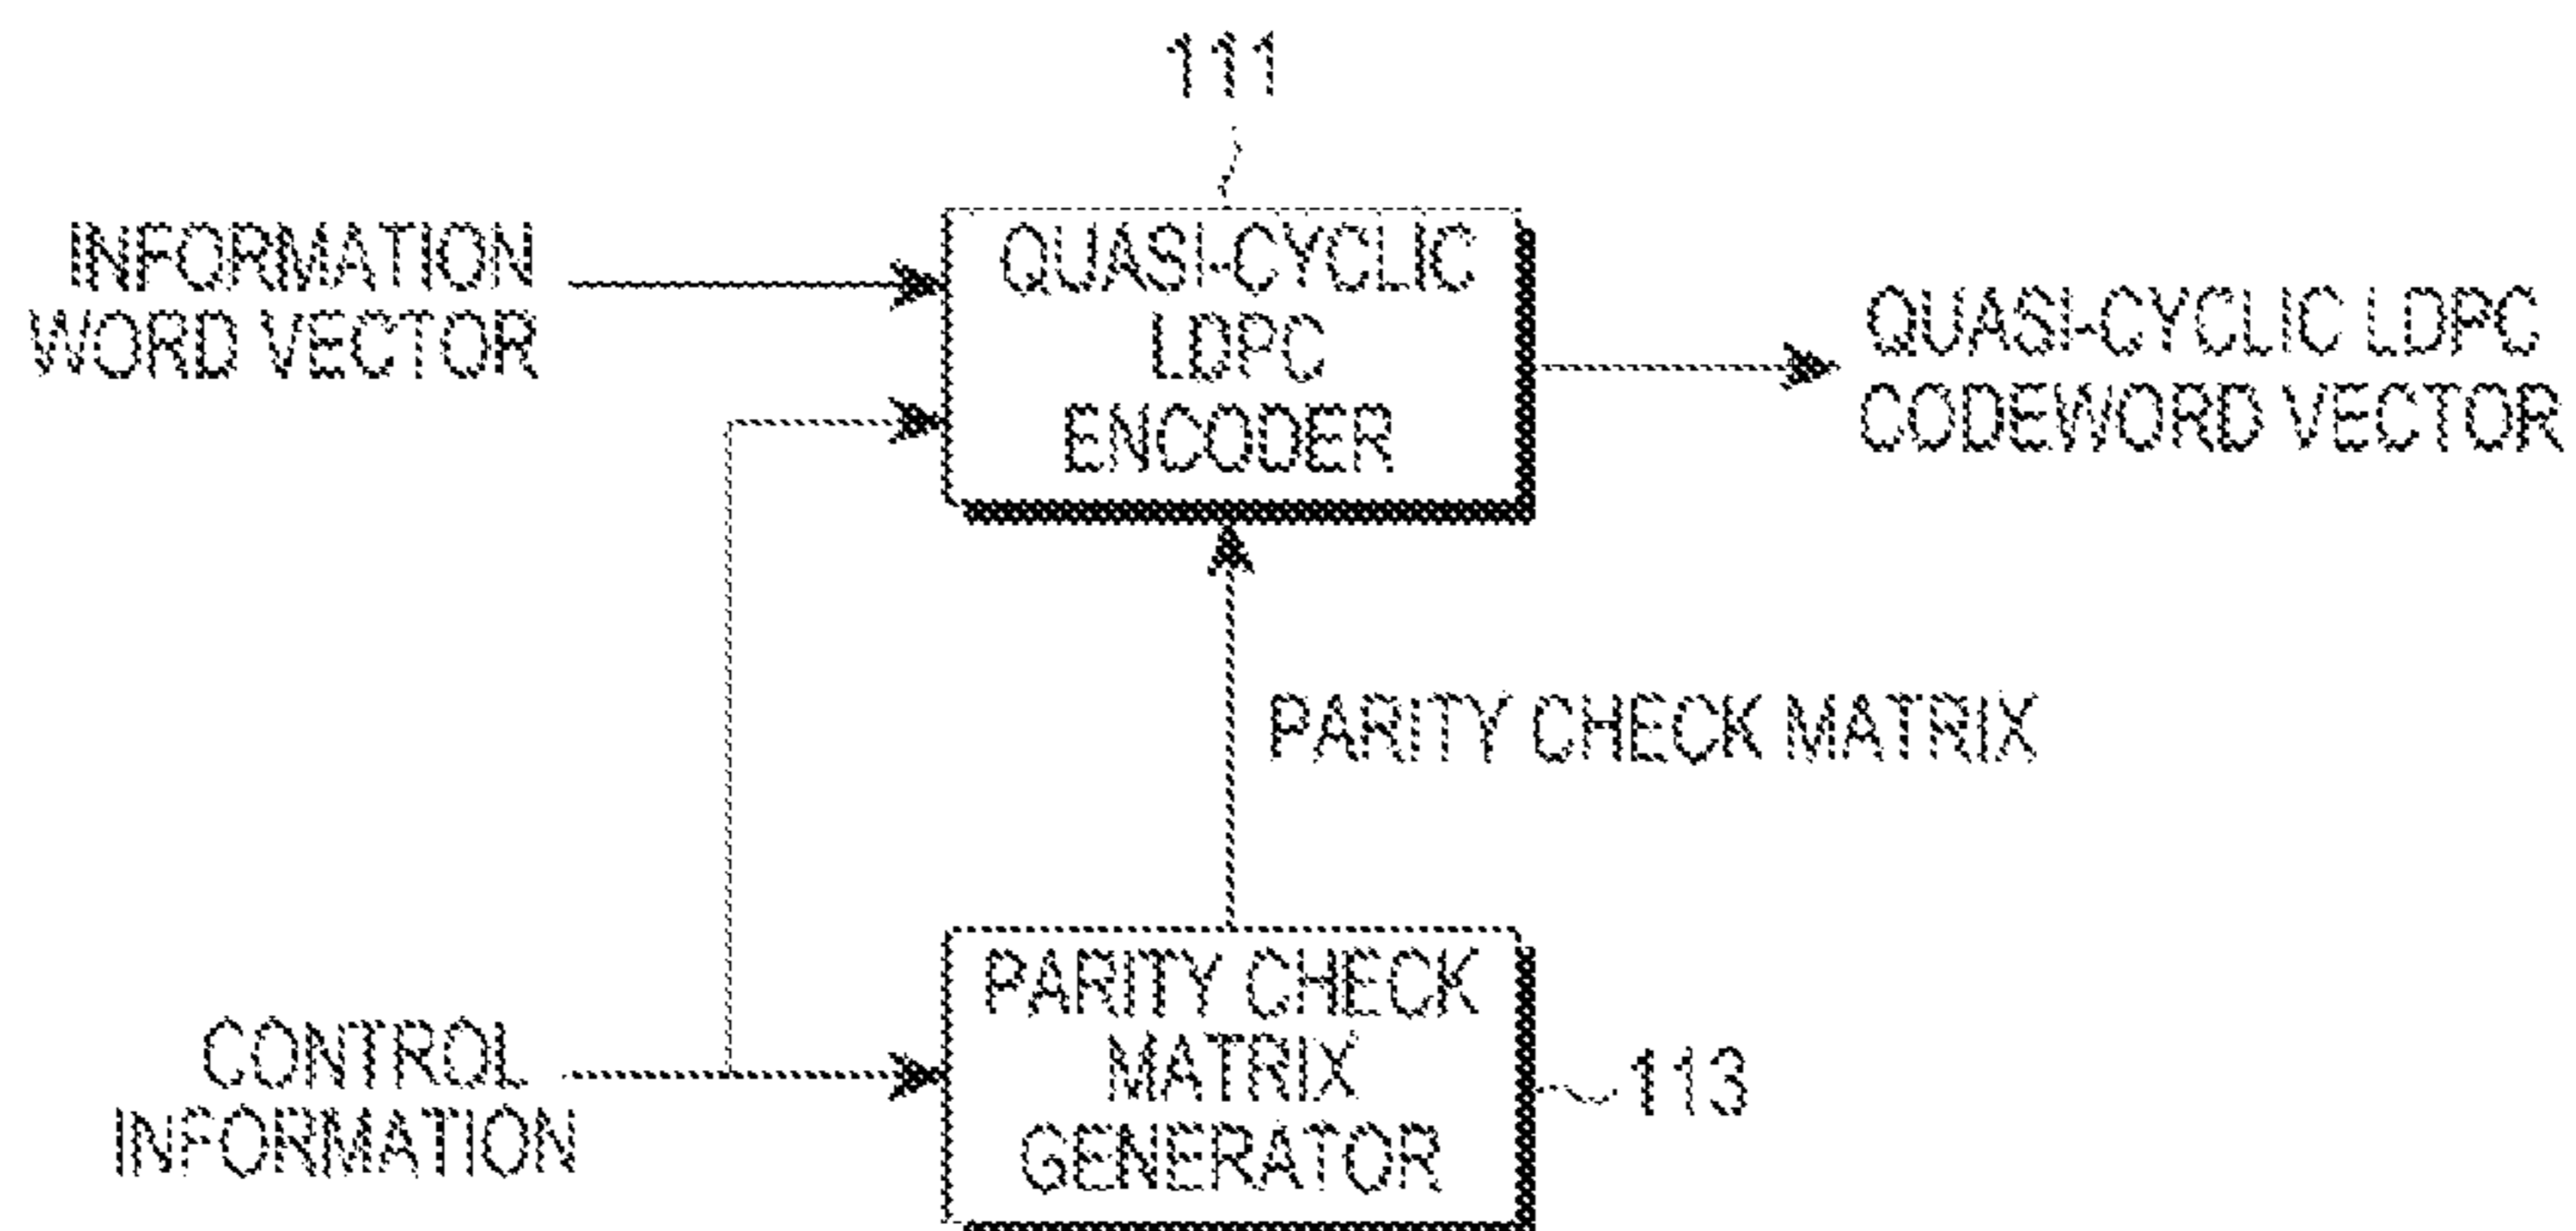 111
INFORMATION
WORD VECTOR
QUASI-CYCLIC
LDPC
ENCODER
QUASI-CYCLIC LDPC
CODEWORD VECTOR
PARITY CHECK MATRIX
CONTROL
INFORMATION
PARITY CHECK
MATRIX
GENERATOR
113